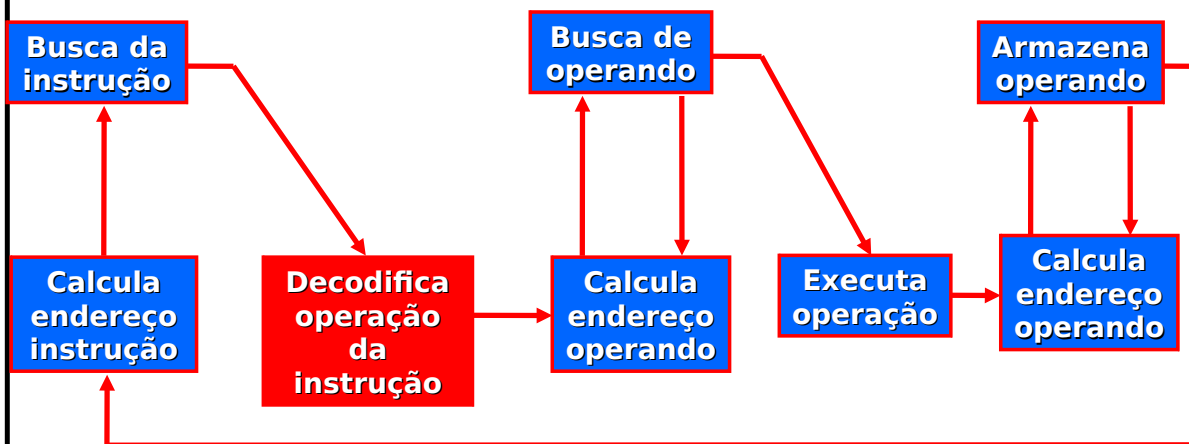 Busca da
instrução
Busca de
operando
Armazena
operando
Calcula
endereço
instrução
Decodifica
operação
da
instrução
Calcula
endereço
operando
Executa
operação
Calcula
endereço
operando